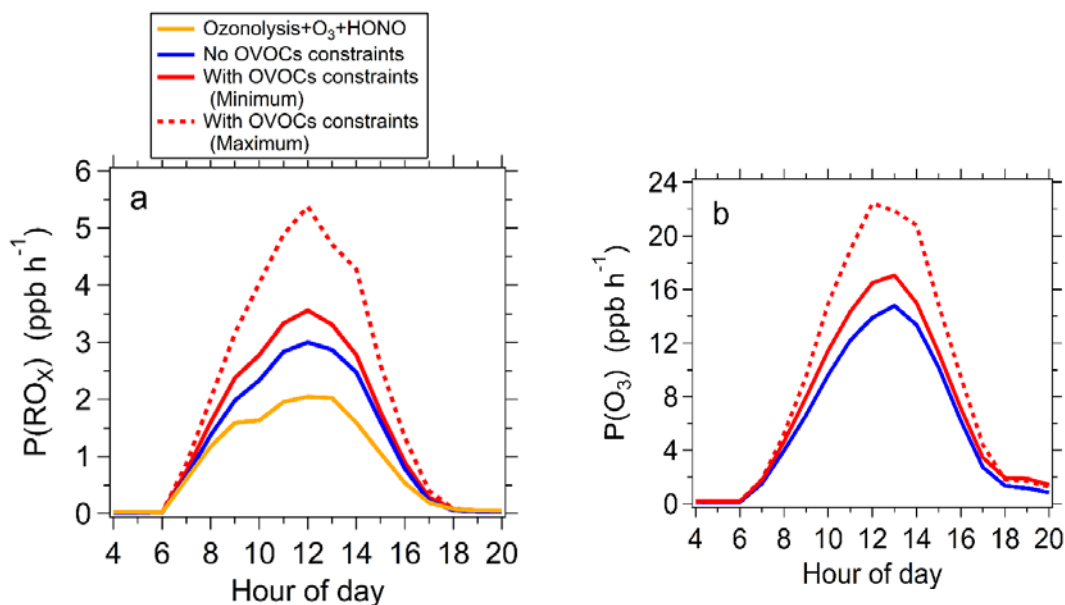 Ozonolysis+O3+HONO
No OVOCs constraints
With OVOCs constraints
(Minimum)
With OVOCs constraints
(Maximum)
a
P(ROX) (ppb h-1)
6
5
4
3
2
1
0
4 6 8 10 12 14 16 18 20
Hour of day
b
P(O3) (ppb h-1)
24
20
16
12
8
4
0
4 6 8 10 12 14 16 18 20
Hour of day